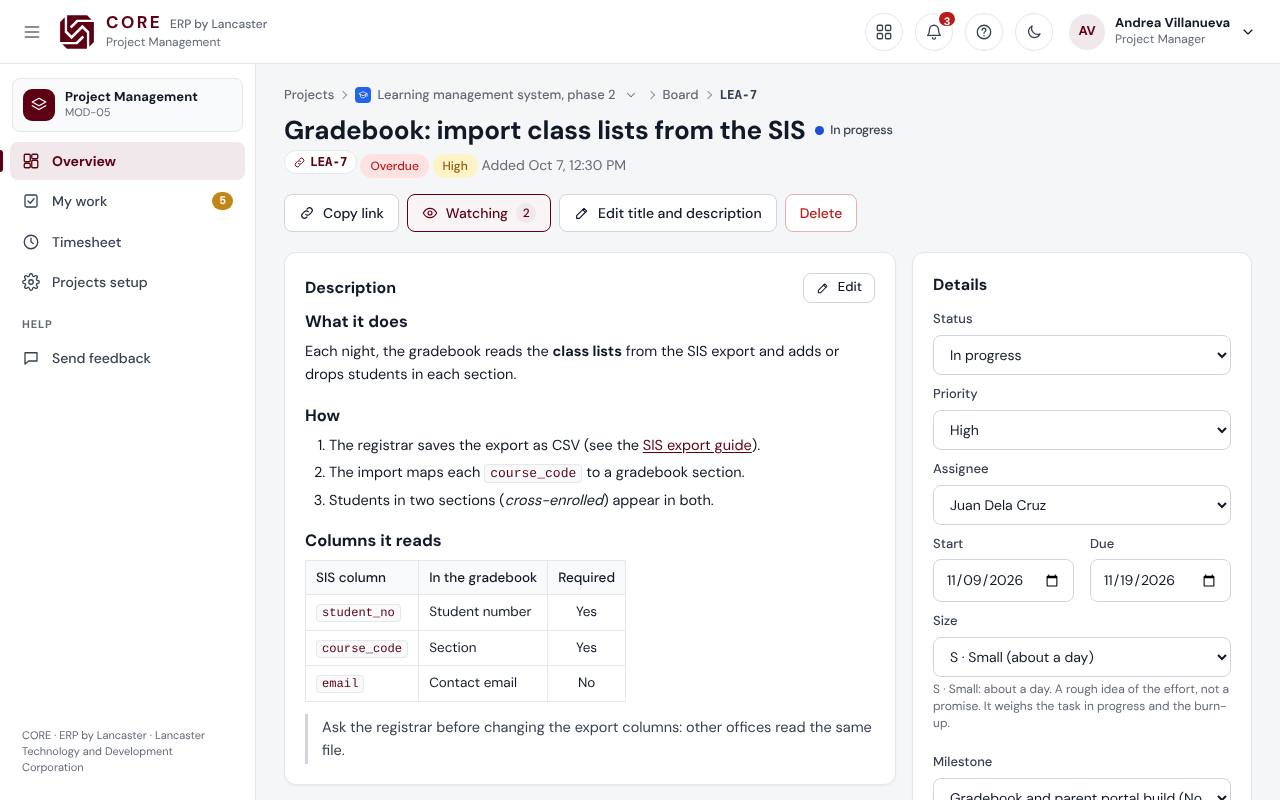 CORE ERP by Lancaster
Project Management
3
AV
Andrea Villanueva
Project Manager
Project Management
MOD-05
Overview
My work 5
Timesheet
Projects setup
HELP
Send feedback
CORE · ERP by Lancaster · Lancaster
Technology and Development
Corporation
Projects > Learning management system, phase 2 > Board > LEA-7
Gradebook: import class lists from the SIS In progress
LEA-7 Overdue High Added Oct 7, 12:30 PM
Copy link Watching 2 Edit title and description Delete
Description Edit
What it does
Each night, the gradebook reads the class lists from the SIS export and adds or
drops students in each section.
How
1. The registrar saves the export as CSV (see the SIS export guide).
2. The import maps each course_code to a gradebook section.
3. Students in two sections (cross-enrolled) appear in both.
Columns it reads
SIS column In the gradebook Required
student_no Student number Yes
course_code Section Yes
email Contact email No
Ask the registrar before changing the export columns: other offices read the same
file.
Details
Status
In progress
Priority
High
Assignee
Juan Dela Cruz
Start Due
11/09/2026 11/19/2026
Size
S · Small (about a day)
S · Small: about a day. A rough idea of the effort, not a
promise. It weighs the task in progress and the burn-
up.
Milestone
Gradebook and parent portal build (No